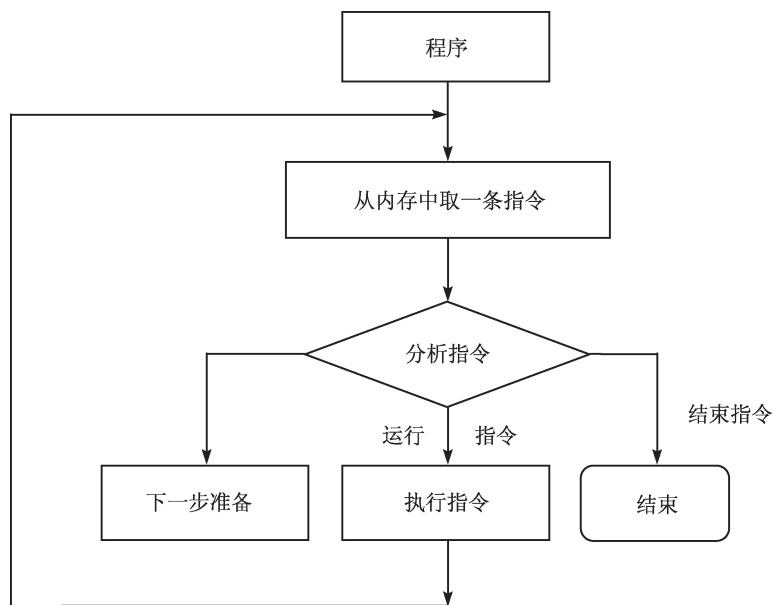 程序
从内存中取一条指令
分析指令
结束指令
运行 指令
下一步准备
执行指令
结束